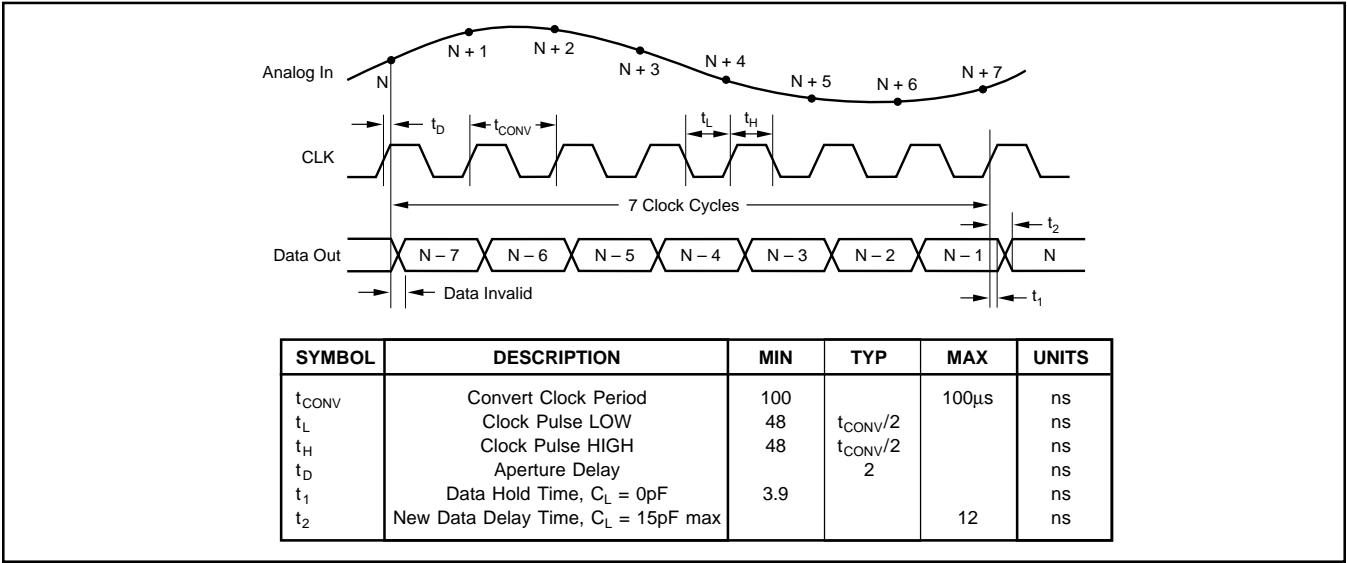 N + 1 N + 2
Analog In N N + 3 N + 4 N + 5 N + 6 N + 7
tD tCONV tL tH
CLK
7 Clock Cycles
t2
Data Out N – 7 N – 6 N – 5 N – 4 N – 3 N – 2 N – 1 N
Data Invalid t1
SYMBOL DESCRIPTION MIN TYP MAX UNITS
tCONV Convert Clock Period 100 100µs ns
tL Clock Pulse LOW 48 tCONV/2 ns
tH Clock Pulse HIGH 48 tCONV/2 ns
tD Aperture Delay 2 ns
t1 Data Hold Time, CL = 0pF 3.9 ns
t2 New Data Delay Time, CL = 15pF max 12 ns